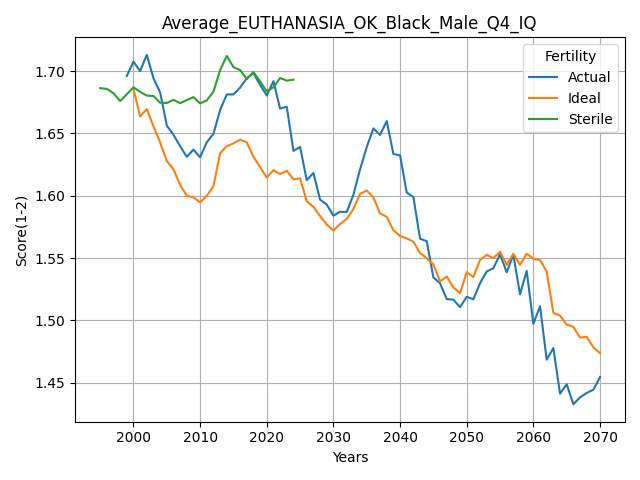 Average_EUTHANASIA_OK_Black_Male_Q4_IQ
Fertility
Actual
Ideal
Sterile
Score(1-2)
1.70
1.65
1.60
1.55
1.50
1.45
2000 2010 2020 2030 2040 2050 2060 2070
Years